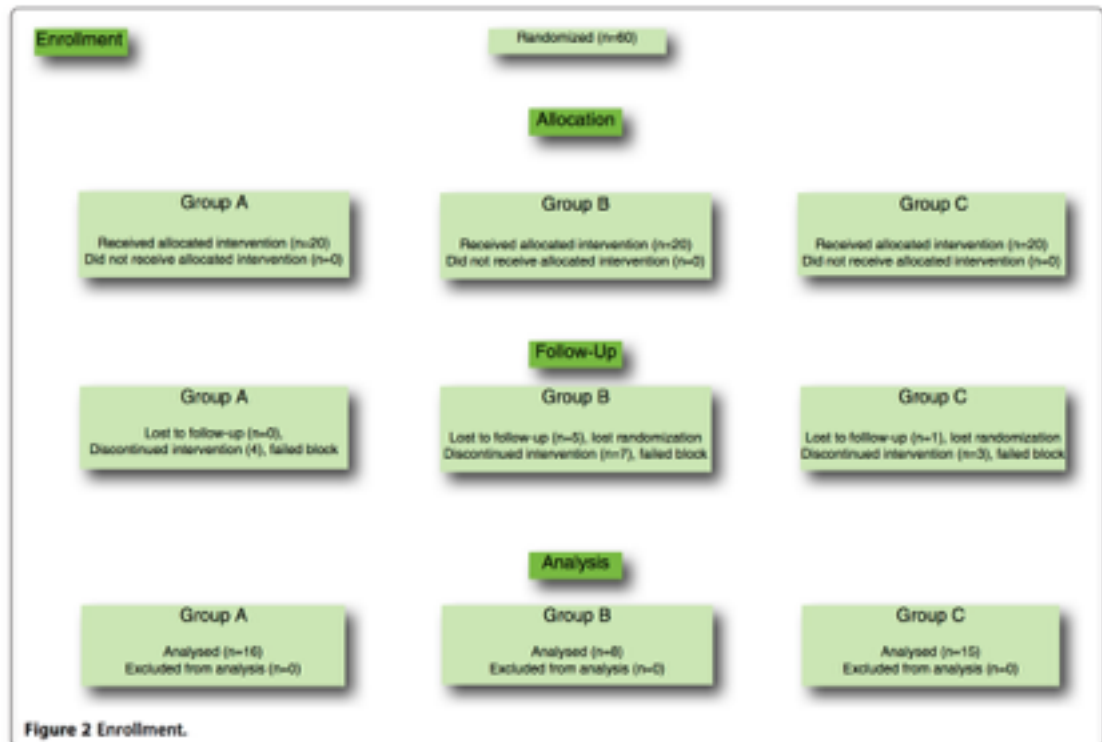 Enrollment
Randomized (n=60)
Allocation
Group A
Received allocated intervention (n=20)
Did not receive allocated intervention (n=0)
Group B
Received allocated intervention (n=20)
Did not receive allocated intervention (n=0)
Group C
Received allocated intervention (n=20)
Did not receive allocated intervention (n=0)
Follow-Up
Group A
Lost to follow-up (n=0),
Discontinued intervention (4), failed block
Group B
Lost to follow-up (n=5), lost randomization
Discontinued intervention (n=7), failed block
Group C
Lost to folllow-up (n=1), lost randomization
Discontinued intervention (n=3), failed block
Analysis
Group A
Analysed (n=16)
Excluded from analysis (n=0)
Group B
Analysed (n=8)
Excluded from analysis (n=0)
Group C
Analysed (n=15)
Excluded from analysis (n=0)
Figure 2 Enrollment.